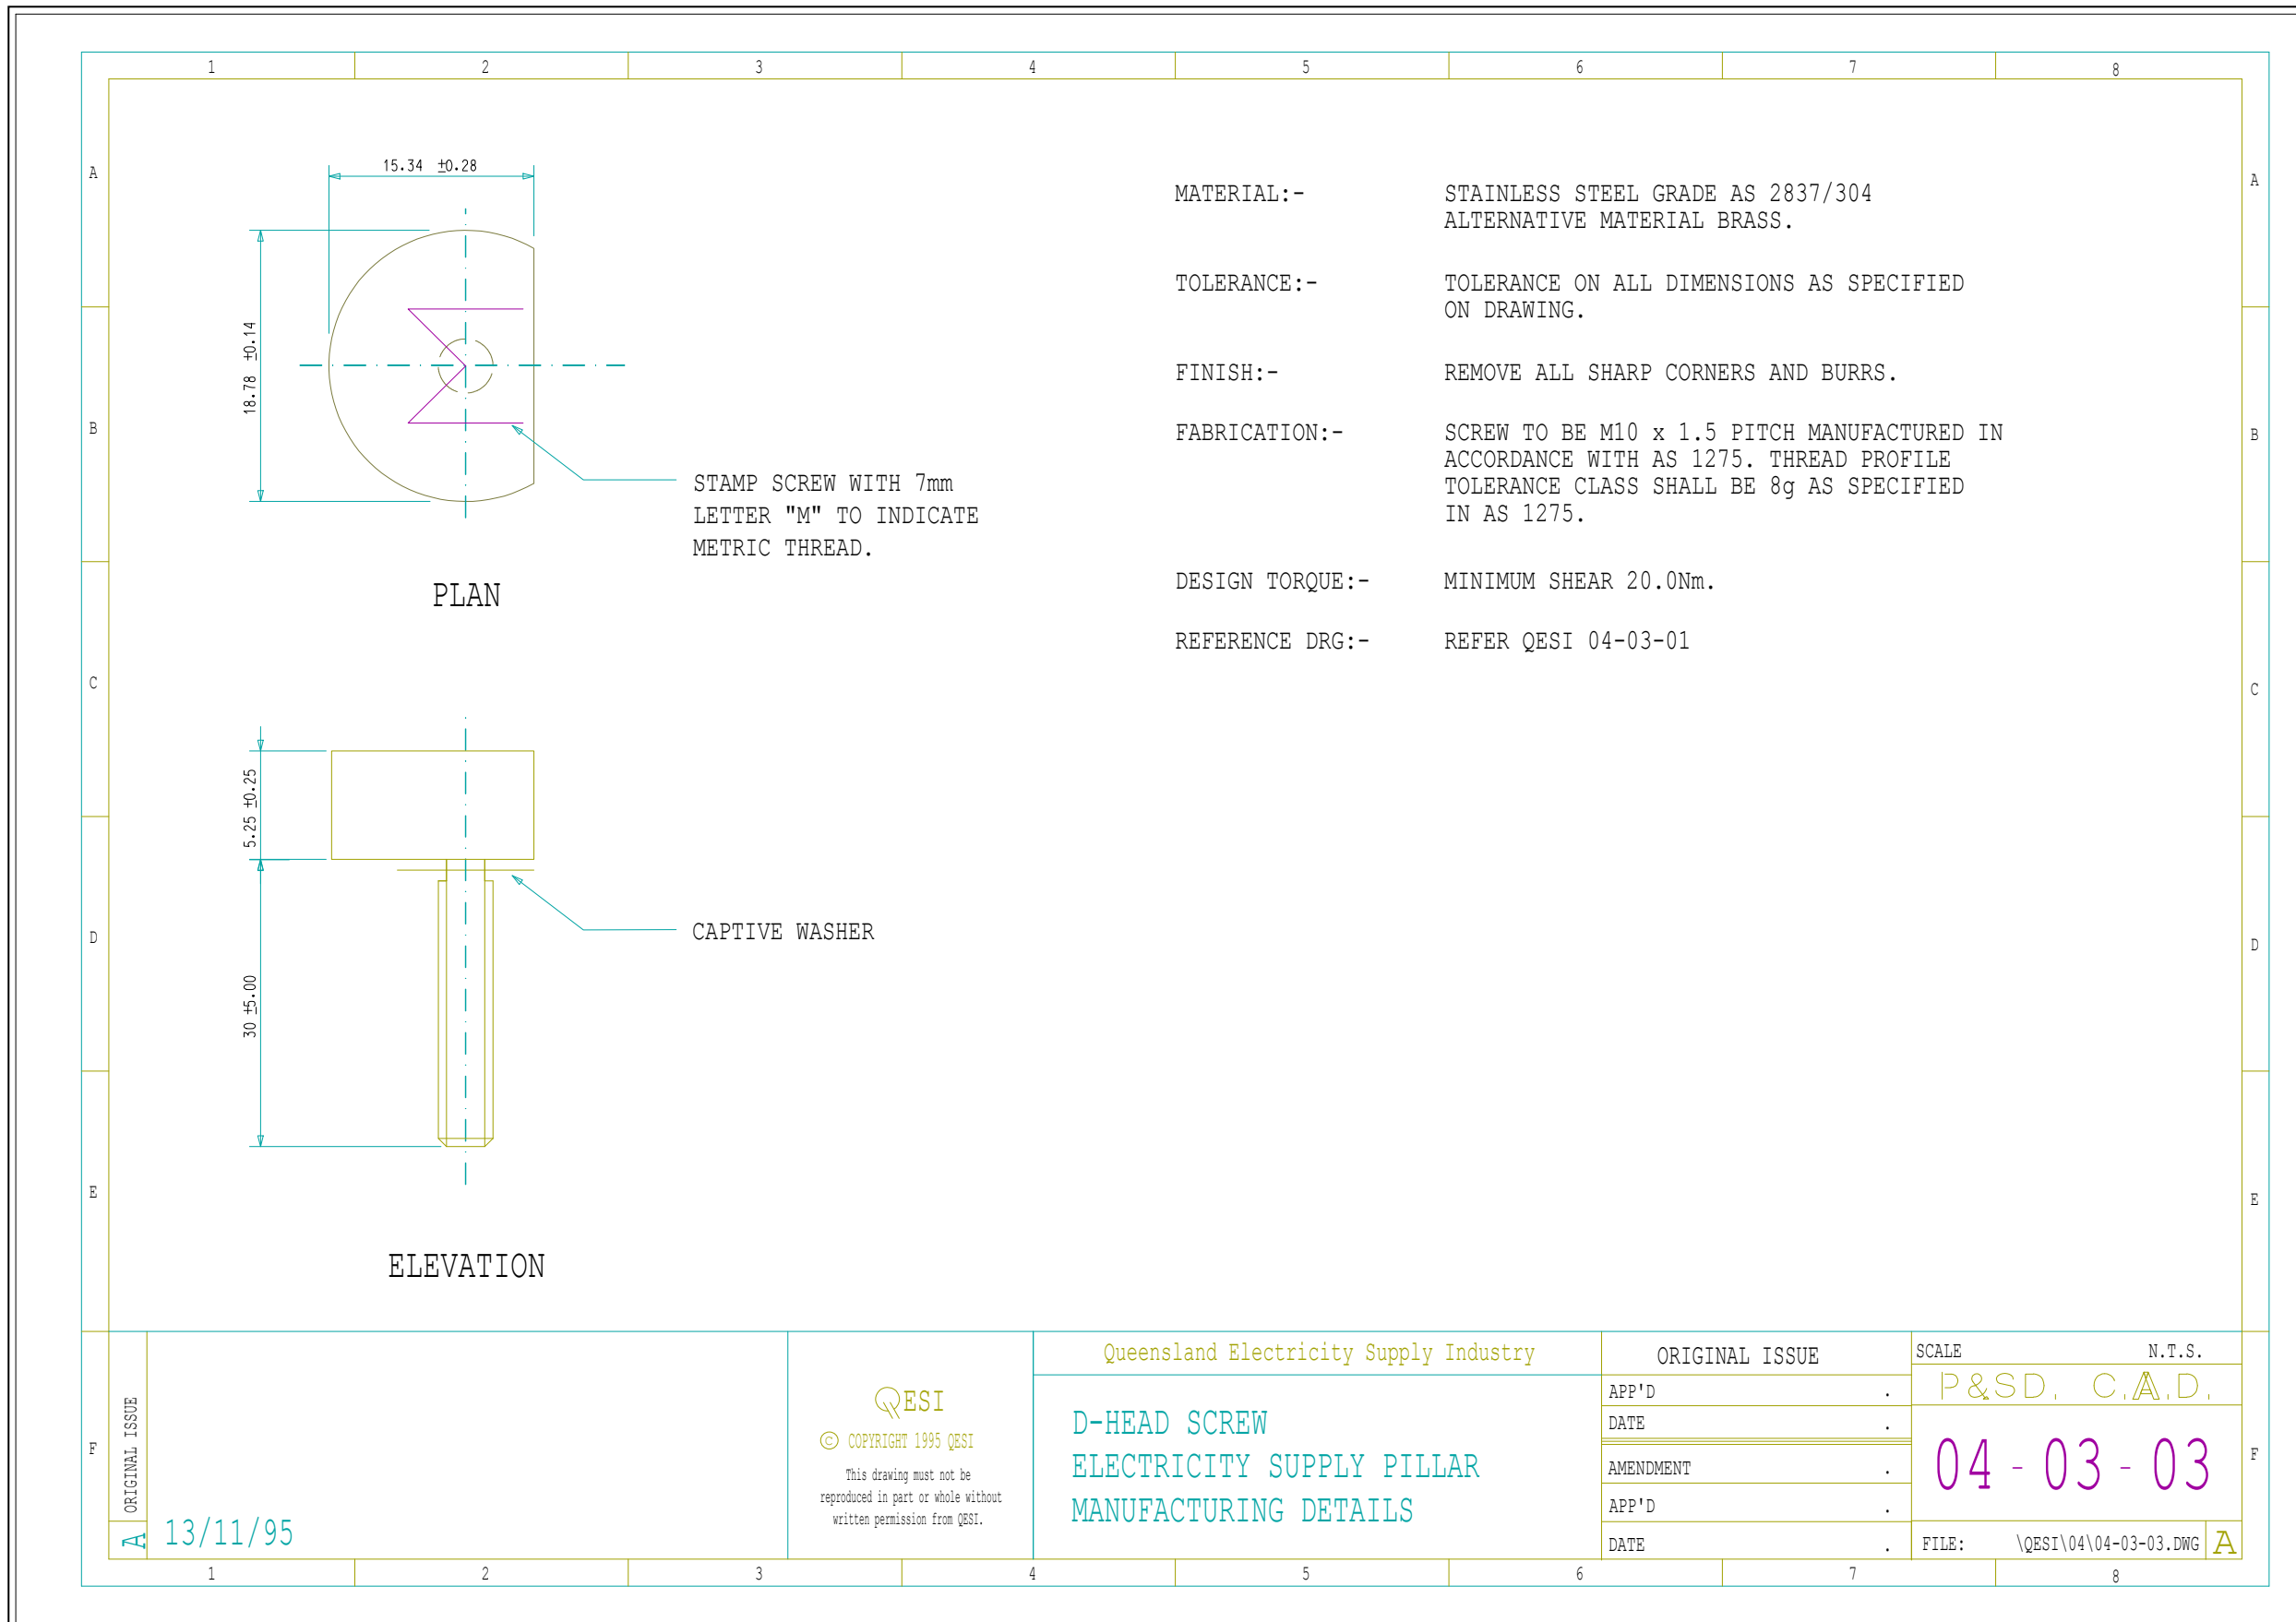 1 2 3 4 5 6 7 8
A A
B B
C C
D D
E E
F F
15.34 ±0.28
18.78 ±0.14
STAMP SCREW WITH 7mm
LETTER "M" TO INDICATE
METRIC THREAD.
PLAN
5.25 ±0.25
30 ±5.00
CAPTIVE WASHER
ELEVATION
MATERIAL:- STAINLESS STEEL GRADE AS 2837/304
ALTERNATIVE MATERIAL BRASS.
TOLERANCE:- TOLERANCE ON ALL DIMENSIONS AS SPECIFIED
ON DRAWING.
FINISH:- REMOVE ALL SHARP CORNERS AND BURRS.
FABRICATION:- SCREW TO BE M10 x 1.5 PITCH MANUFACTURED IN
ACCORDANCE WITH AS 1275. THREAD PROFILE
TOLERANCE CLASS SHALL BE 8g AS SPECIFIED
IN AS 1275.
DESIGN TORQUE:- MINIMUM SHEAR 20.0Nm.
REFERENCE DRG:- REFER QESI 04-03-01
ORIGINAL ISSUE
A 13/11/95
QESI
© COPYRIGHT 1995 QESI
This drawing must not be
reproduced in part or whole without
written permission from QESI.
Queensland Electricity Supply Industry
D-HEAD SCREW
ELECTRICITY SUPPLY PILLAR
MANUFACTURING DETAILS
ORIGINAL ISSUE
APP'D .
DATE .
AMENDMENT .
APP'D .
DATE .
SCALE N.T.S.
P&SD. C.A.D.
04-03-03
FILE: \QESI\04\04-03-03.DWG A
1 2 3 4 5 6 7 8